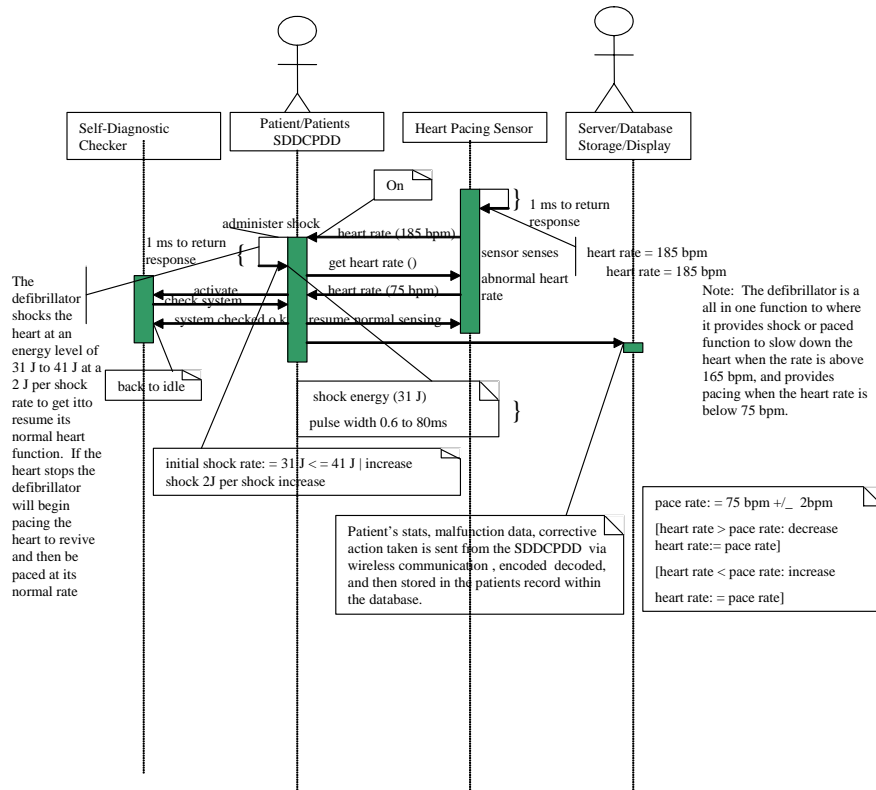 Self-Diagnostic
Checker
Patient/Patients
SDDCPDD
Heart Pacing Sensor
Server/Database
Storage/Display
On
}
1 ms to return
response
administer shock
heart rate (185 bpm)
1 ms to return
response
{
sensor senses
abnormal heart
rate
heart rate = 185 bpm
heart rate = 185 bpm
get heart rate ()
activate
heart rate (75 bpm)
check system
system checked o.k
resume normal sensing
The
defibrillator
shocks the
heart at an
energy level of
31 J to 41 J at a
2 J per shock
rate to get itto
resume its
normal heart
function. If the
heart stops the
defibrillator
will begin
pacing the
heart to revive
and then be
paced at its
normal rate
Note: The defibrillator is a
all in one function to where
it provides shock or paced
function to slow down the
heart when the rate is above
165 bpm, and provides
pacing when the heart rate is
below 75 bpm.
back to idle
shock energy (31 J)
pulse width 0.6 to 80ms
}
initial shock rate: = 31 J < = 41 J | increase
shock 2J per shock increase
Patient's stats, malfunction data, corrective
action taken is sent from the SDDCPDD via
wireless communication , encoded decoded,
and then stored in the patients record within
the database.
pace rate: = 75 bpm +/_ 2bpm
[heart rate > pace rate: decrease
heart rate:= pace rate]
[heart rate < pace rate: increase
heart rate: = pace rate]